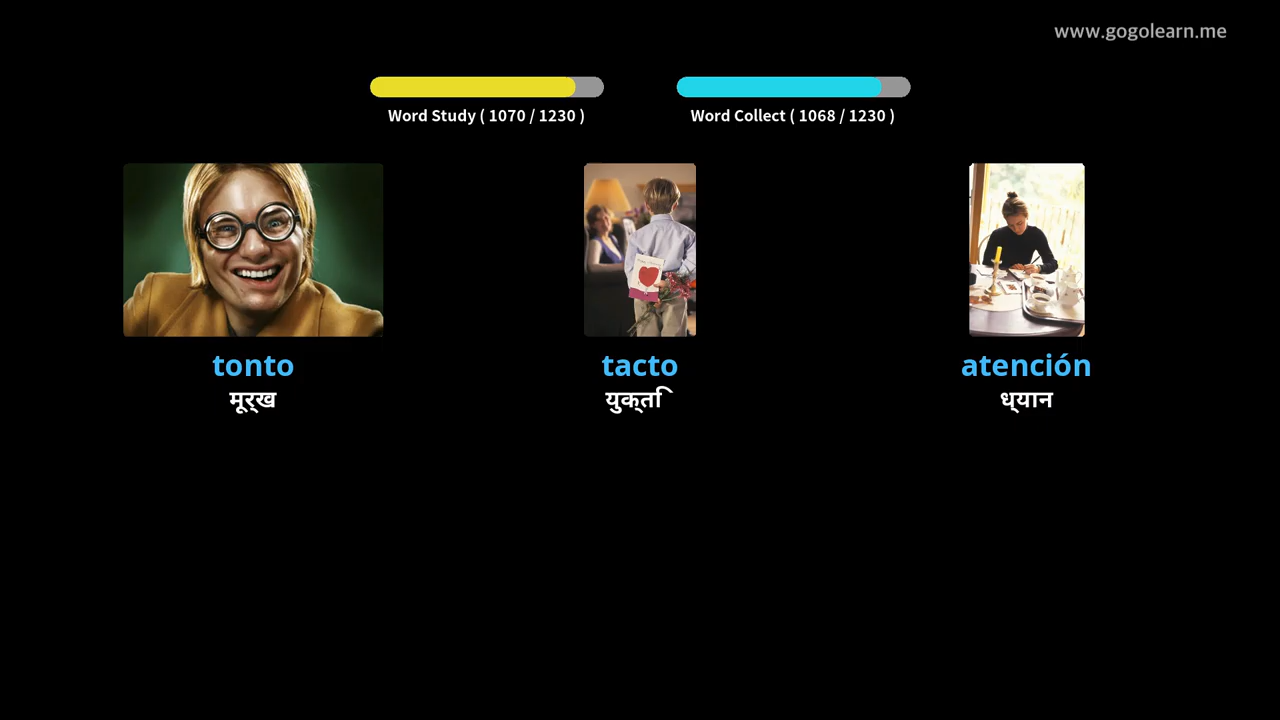 www.gogolearn.me
Word Study ( 1070 / 1230 )
Word Collect ( 1068 / 1230 )
tonto
tacto
atención
मूर्ख
युक्ति
ध्यान